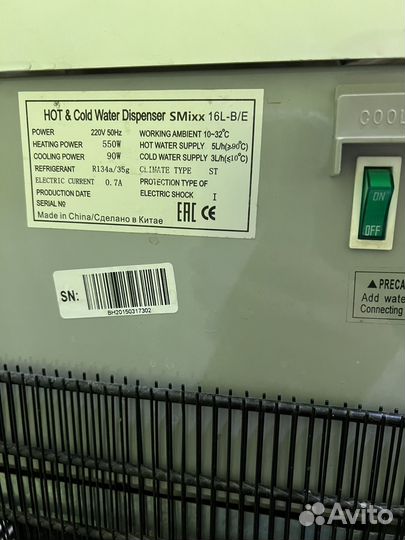 HOT & Cold Water Dispenser SMixx 16L-B/E
POWER 220V 50Hz
HEATING POWER 550W
COOLING POWER 90W
REFRIGERANT R134a/35g
ELECTRIC CURRENT 0.7A
PRODUCTION DATE
SERIAL №
Made in China/Сделано в Китае
WORKING AMBIENT 10~32℃
HOT WATER SUPPLY 5L/h(≥90℃)
COLD WATER SUPPLY 3L/h(≤10℃)
CLIMATE TYPE ST
PROTECTION TYPE OF
ELECTRIC SHOCK I
EAC CE
COOL
ON
OFF
PRECA
Add wate
Connecting
SN:
BH20150317302
Avito